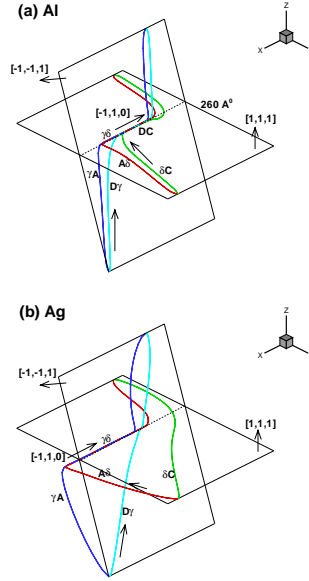 (a) Al
Z
X
[-1,-1,1]
[-1,1,0]
260 A⁰
[1,1,1]
γδ
DC
γA
Aδ
δC
Dγ
(b) Ag
Z
X
[-1,-1,1]
γδ
[1,1,1]
[-1,1,0]
Aδ
δC
γA
Dγ